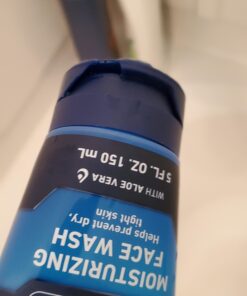 MOISTURIZING
FACE WASH
Helps prevent dry,
tight skin
WITH ALOE VERA
5 FL. OZ. 150 mL